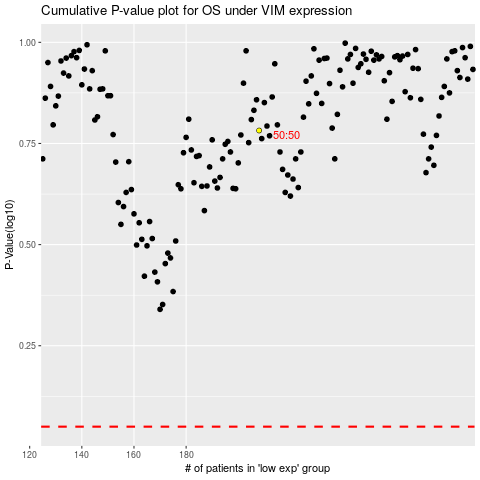 Cumulative P-value plot for OS under VIM expression
P-Value(log10)
1.00
0.75
0.50
0.25
50:50
120 140 160 180
# of patients in 'low exp' group